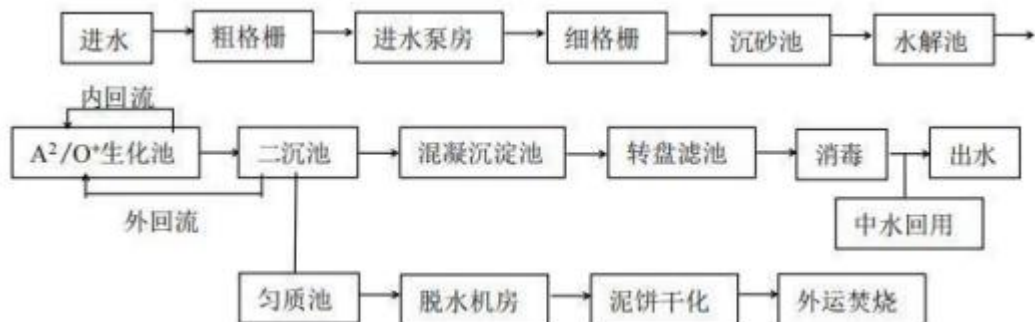 进水 粗格栅 进水泵房 细格栅 沉砂池 水解池
内回流
A²/O⁺生化池 二沉池 混凝沉淀池 转盘滤池 消毒 出水
外回流 中水回用
匀质池 脱水机房 泥饼干化 外运焚烧